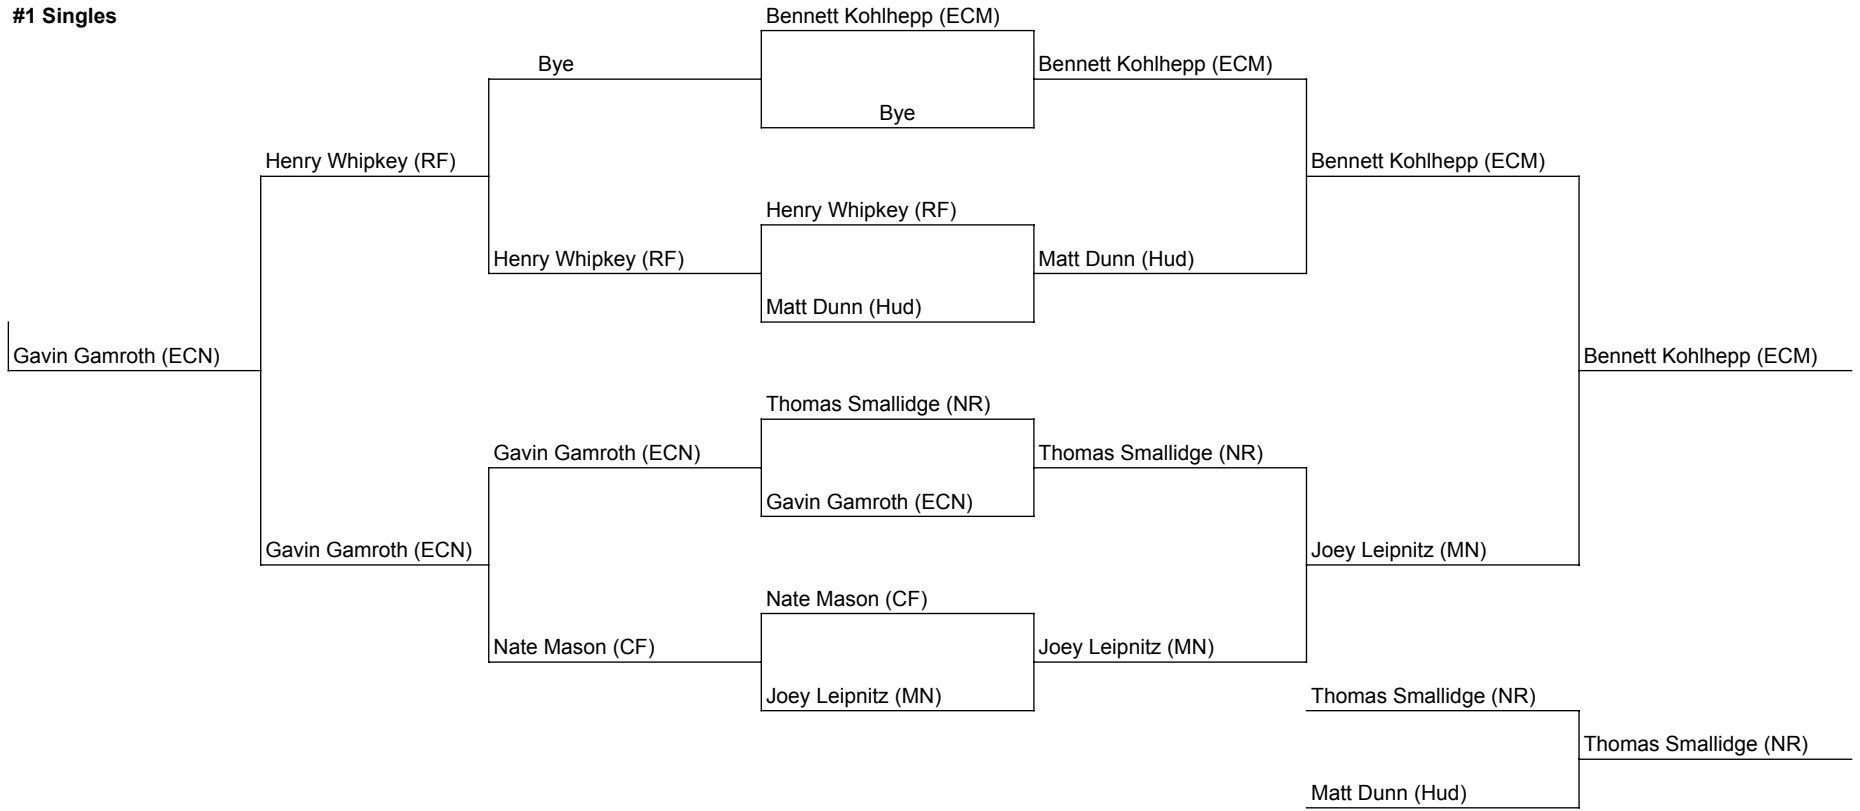 #1 Singles
Bennett Kohlhepp (ECM)
Bye
Bennett Kohlhepp (ECM)
Bye
Henry Whipkey (RF)
Bennett Kohlhepp (ECM)
Henry Whipkey (RF)
Henry Whipkey (RF)
Matt Dunn (Hud)
Matt Dunn (Hud)
Gavin Gamroth (ECN)
Bennett Kohlhepp (ECM)
Thomas Smallidge (NR)
Gavin Gamroth (ECN)
Thomas Smallidge (NR)
Gavin Gamroth (ECN)
Gavin Gamroth (ECN)
Joey Leipnitz (MN)
Nate Mason (CF)
Nate Mason (CF)
Joey Leipnitz (MN)
Joey Leipnitz (MN)
Thomas Smallidge (NR)
Thomas Smallidge (NR)
Matt Dunn (Hud)